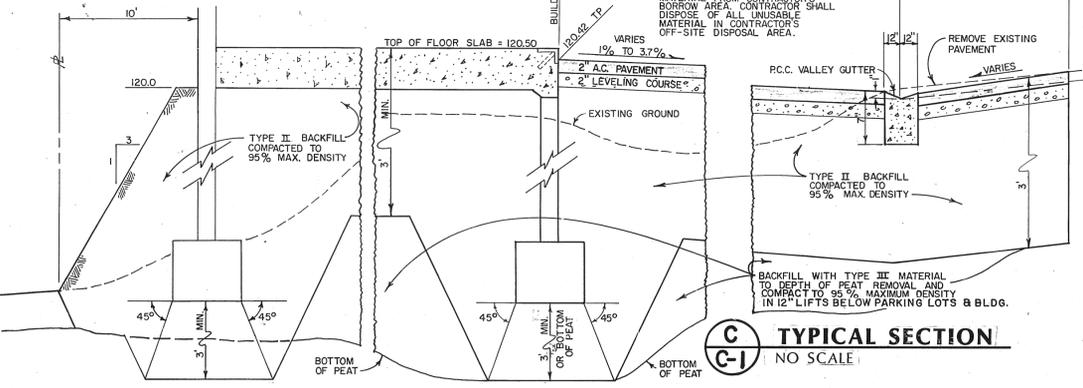 10'
BUILD
120.42 TP
MATERIAL FROM CONTRACTOR'S
BORROW AREA. CONTRACTOR SHALL
DISPOSE OF ALL UNUSABLE
MATERIAL IN CONTRACTOR'S
OFF-SITE DISPOSAL AREA.
TOP OF FLOOR SLAB = 120.50
VARIES
1% TO 3.7%
2" A.C. PAVEMENT
2" LEVELING COURSE
12" 12"
REMOVE EXISTING
PAVEMENT
P.C.C. VALLEY GUTTER
VARIES
1"
7"
120.0
3
1
TYPE II BACKFILL
COMPACTED TO
95% MAX. DENSITY
3' MIN.
EXISTING GROUND
TYPE II BACKFILL
COMPACTED TO
95% MAX. DENSITY
3'
BACKFILL WITH TYPE III MATERIAL
TO DEPTH OF PEAT REMOVAL AND
COMPACT TO 95% MAXIMUM DENSITY
IN 12" LIFTS BELOW PARKING LOTS & BLDG.
45°
3' MIN.
45°
BOTTOM
OF PEAT
45°
3' MIN.
OR BOTTOM
OF PEAT
45°
BOTTOM
OF PEAT
C
C-1
TYPICAL SECTION
NO SCALE